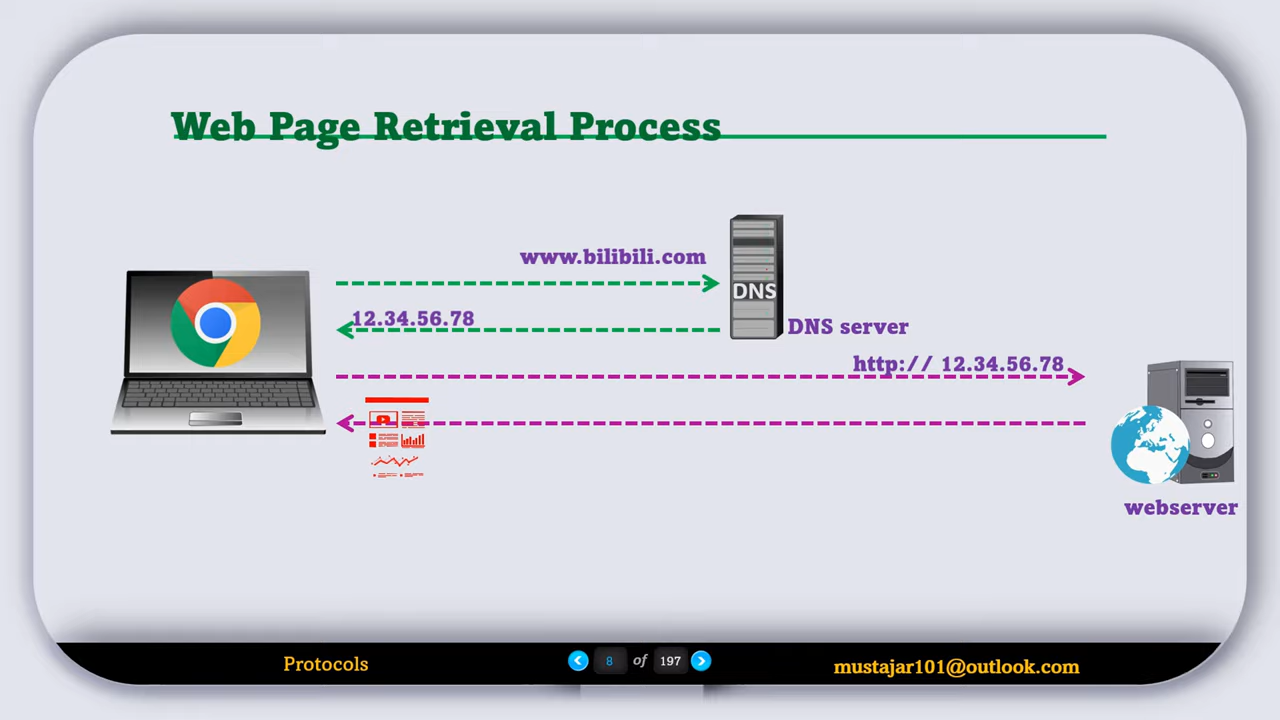 Web Page Retrieval Process
www.bilibili.com
DNS
12.34.56.78
DNS server
http:// 12.34.56.78
webserver
Protocols
8 of 197
mustajar101@outlook.com